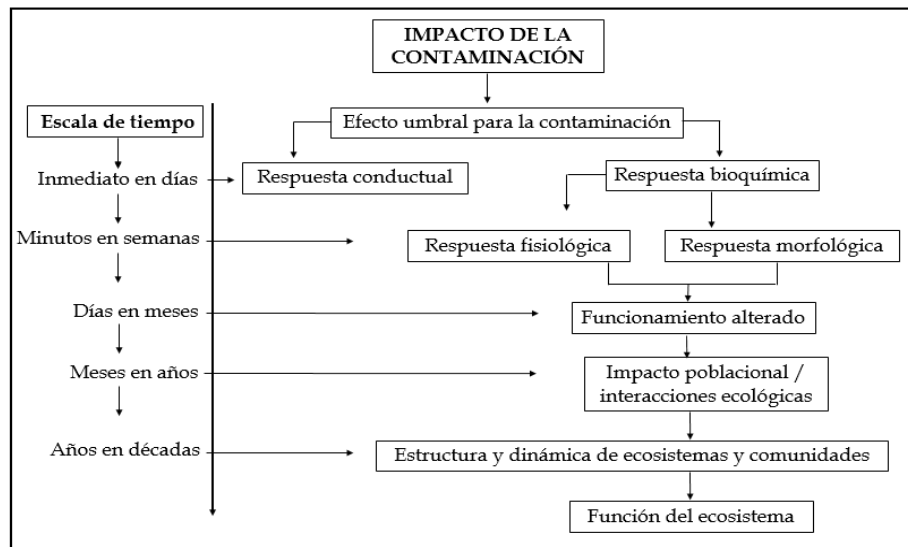 IMPACTO DE LA
CONTAMINACIÓN
Escala de tiempo
Efecto umbral para la contaminación
Inmediato en días
Respuesta conductual
Respuesta bioquímica
Minutos en semanas
Respuesta fisiológica
Respuesta morfológica
Días en meses
Funcionamiento alterado
Meses en años
Impacto poblacional /
interacciones ecológicas
Años en décadas
Estructura y dinámica de ecosistemas y comunidades
Función del ecosistema